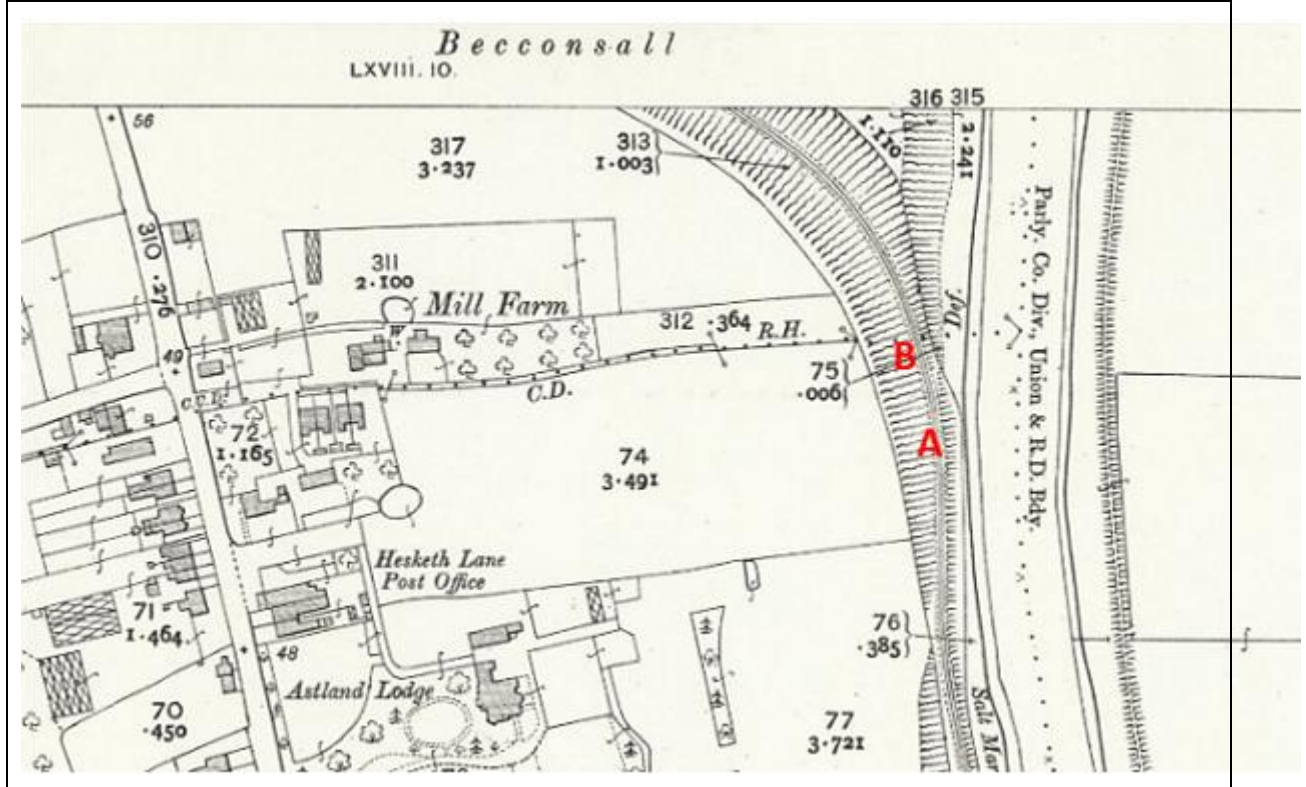 Becconsall
LXVIII. 10.
316 315
56
317
3·237
313
1·003
1·110
2·241
310
·276
311
2·100
Mill Farm
W
312 ·364 R.H.
49
C.D.
75
·006
B
A
Parly. Co. Div., Union & R.D. Bdy.
72
1·165
74
3·491
Hesketh Lane
Post Office
71
1·464
76
·385
48
Astland Lodge
70
·450
77
3·721
Salt Mar